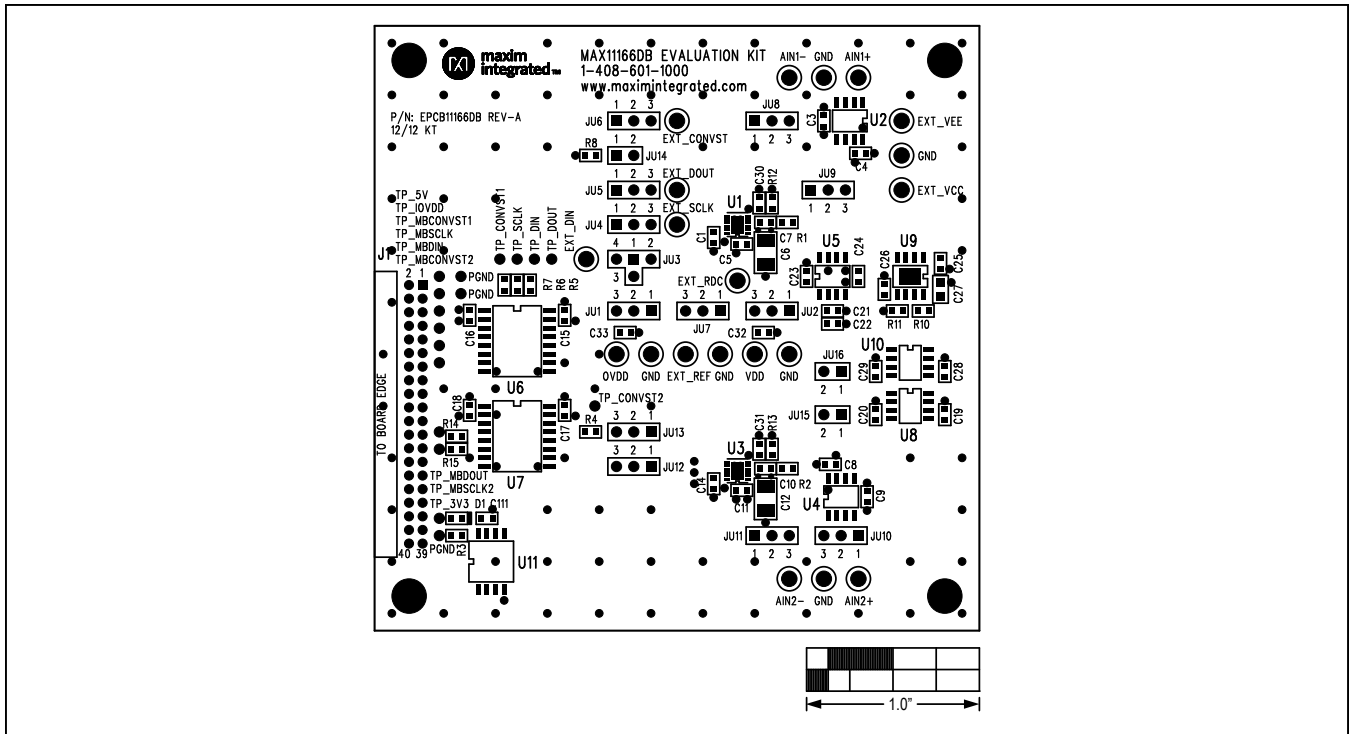 maxim
integrated™
MAX11166DB EVALUATION KIT
1-408-601-1000
www.maximintegrated.com
AIN1- GND AIN1+
P/N: EPCB11166DB REV-A
12/12 KT
1 2 3
JU6
EXT_CONVST
JU8
1 2 3
C3
U2
EXT_VEE
R8
1 2
JU14
C4
GND
1 2 3
JU5
EXT_DOUT
C30
R12
JU9
1 2 3
EXT_VCC
TP_5V
TP_IOVDD
TP_MBCONVST1
TP_MBSCLK
TP_MBDIN
TP_MBCONVST2
TP_CONVST1
TP_SCLK
TP_DIN
TP_DOUT
EXT_DIN
1 2 3
JU4
EXT_SCLK
U1
C1
C5
C7 R1
C6
U5
C24
C23
U9
C26
C25
C27
J1
2 1
4 1 2
JU3
3
EXT_RDC
PGND
PGND
R7
R6
R5
3 2 1
JU1
3 2 1
JU7
3 2 1
JU2
C21
C22
R11 R10
C16
C15
U6
C33
C32
OVDD GND EXT_REF GND VDD GND
U10
C29
C28
JU16
2 1
TO BOARD EDGE
C18
C17
TP_CONVST2
R4
3 2 1
JU13
JU15
2 1
C20
C19
U8
R14
R15
U7
3 2 1
JU12
C31
R13
U3
C14
C11
C10 R2
C12
C8
U4
C9
TP_MBDOUT
TP_MBSCLK2
TP_3V3 D1 C111
PGND
R3
40 39
U11
JU11
1 2 3
JU10
3 2 1
AIN2- GND AIN2+
1.0"